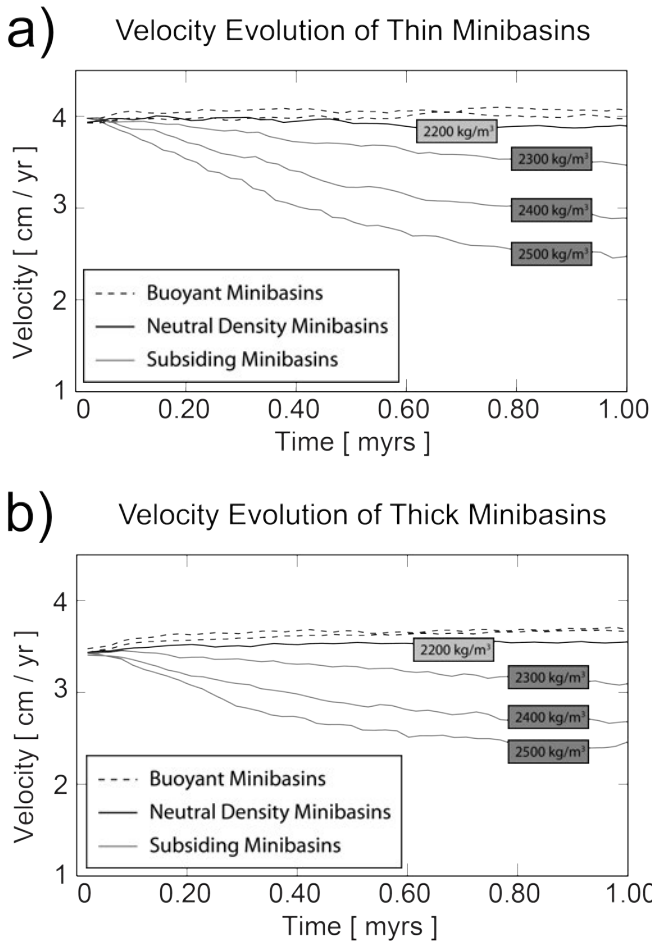 a) Velocity Evolution of Thin Minibasins
4
3
2
1
Velocity [ cm / yr ]
2200 kg/m³
2300 kg/m³
2400 kg/m³
2500 kg/m³
Buoyant Minibasins
Neutral Density Minibasins
Subsiding Minibasins
0 0.20 0.40 0.60 0.80 1.00
Time [ myrs ]
b) Velocity Evolution of Thick Minibasins
4
3
2
1
Velocity [ cm / yr ]
2200 kg/m³
2300 kg/m³
2400 kg/m³
2500 kg/m³
Buoyant Minibasins
Neutral Density Minibasins
Subsiding Minibasins
0 0.20 0.40 0.60 0.80 1.00
Time [ myrs ]